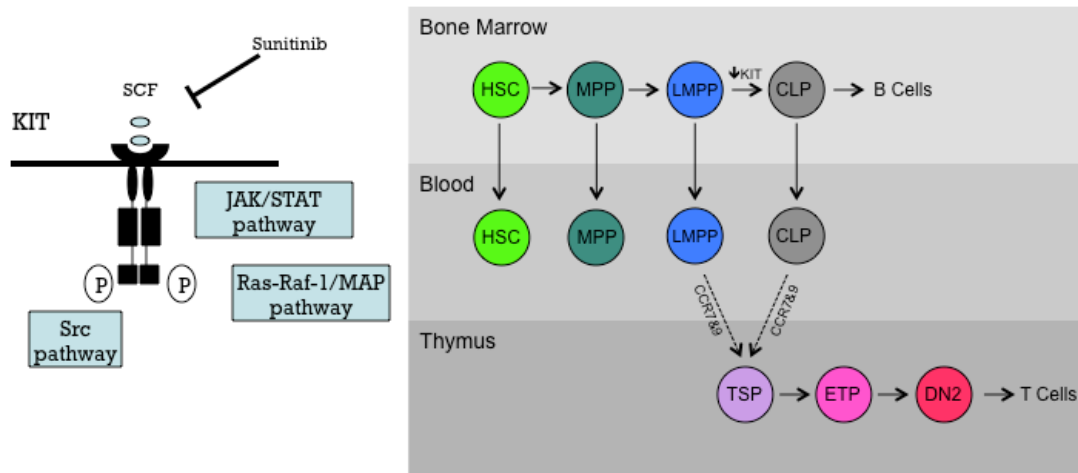 Sunitinib
SCF
KIT
JAK/STAT
pathway
P
P
Ras-Raf-1/MAP
pathway
Src
pathway
Bone Marrow
HSC
MPP
LMPP
↓KIT
CLP
B Cells
Blood
HSC
MPP
LMPP
CLP
CCR7&9
CCR7&9
Thymus
TSP
ETP
DN2
T Cells